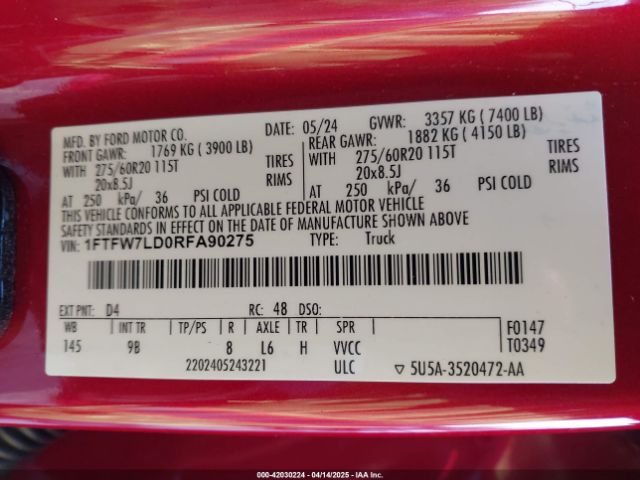 MFD. BY FORD MOTOR CO. DATE: 05/24 GVWR: 3357 KG ( 7400 LB)
FRONT GAWR: 1769 KG ( 3900 LB) REAR GAWR: 1882 KG ( 4150 LB)
WITH 275/60R20 115T TIRES WITH 275/60R20 115T TIRES
20x8.5J RIMS 20x8.5J RIMS
AT 250 kPa/ 36 PSI COLD AT 250 kPa/ 36 PSI COLD
THIS VEHICLE CONFORMS TO ALL APPLICABLE FEDERAL MOTOR VEHICLE
SAFETY STANDARDS IN EFFECT ON THE DATE OF MANUFACTURE SHOWN ABOVE.
VIN: 1FTFW7LD0RFA90275 TYPE: Truck
EXT PNT: D4 RC: 48 DSO:
WB INT TR TP/PS R AXLE TR SPR F0147
145 9B 8 L6 H VVCC T0349
2202405243221 ULC ▽ 5U5A-3520472-AA
000-42030224 - 04/14/2025 - IAAI, Inc.